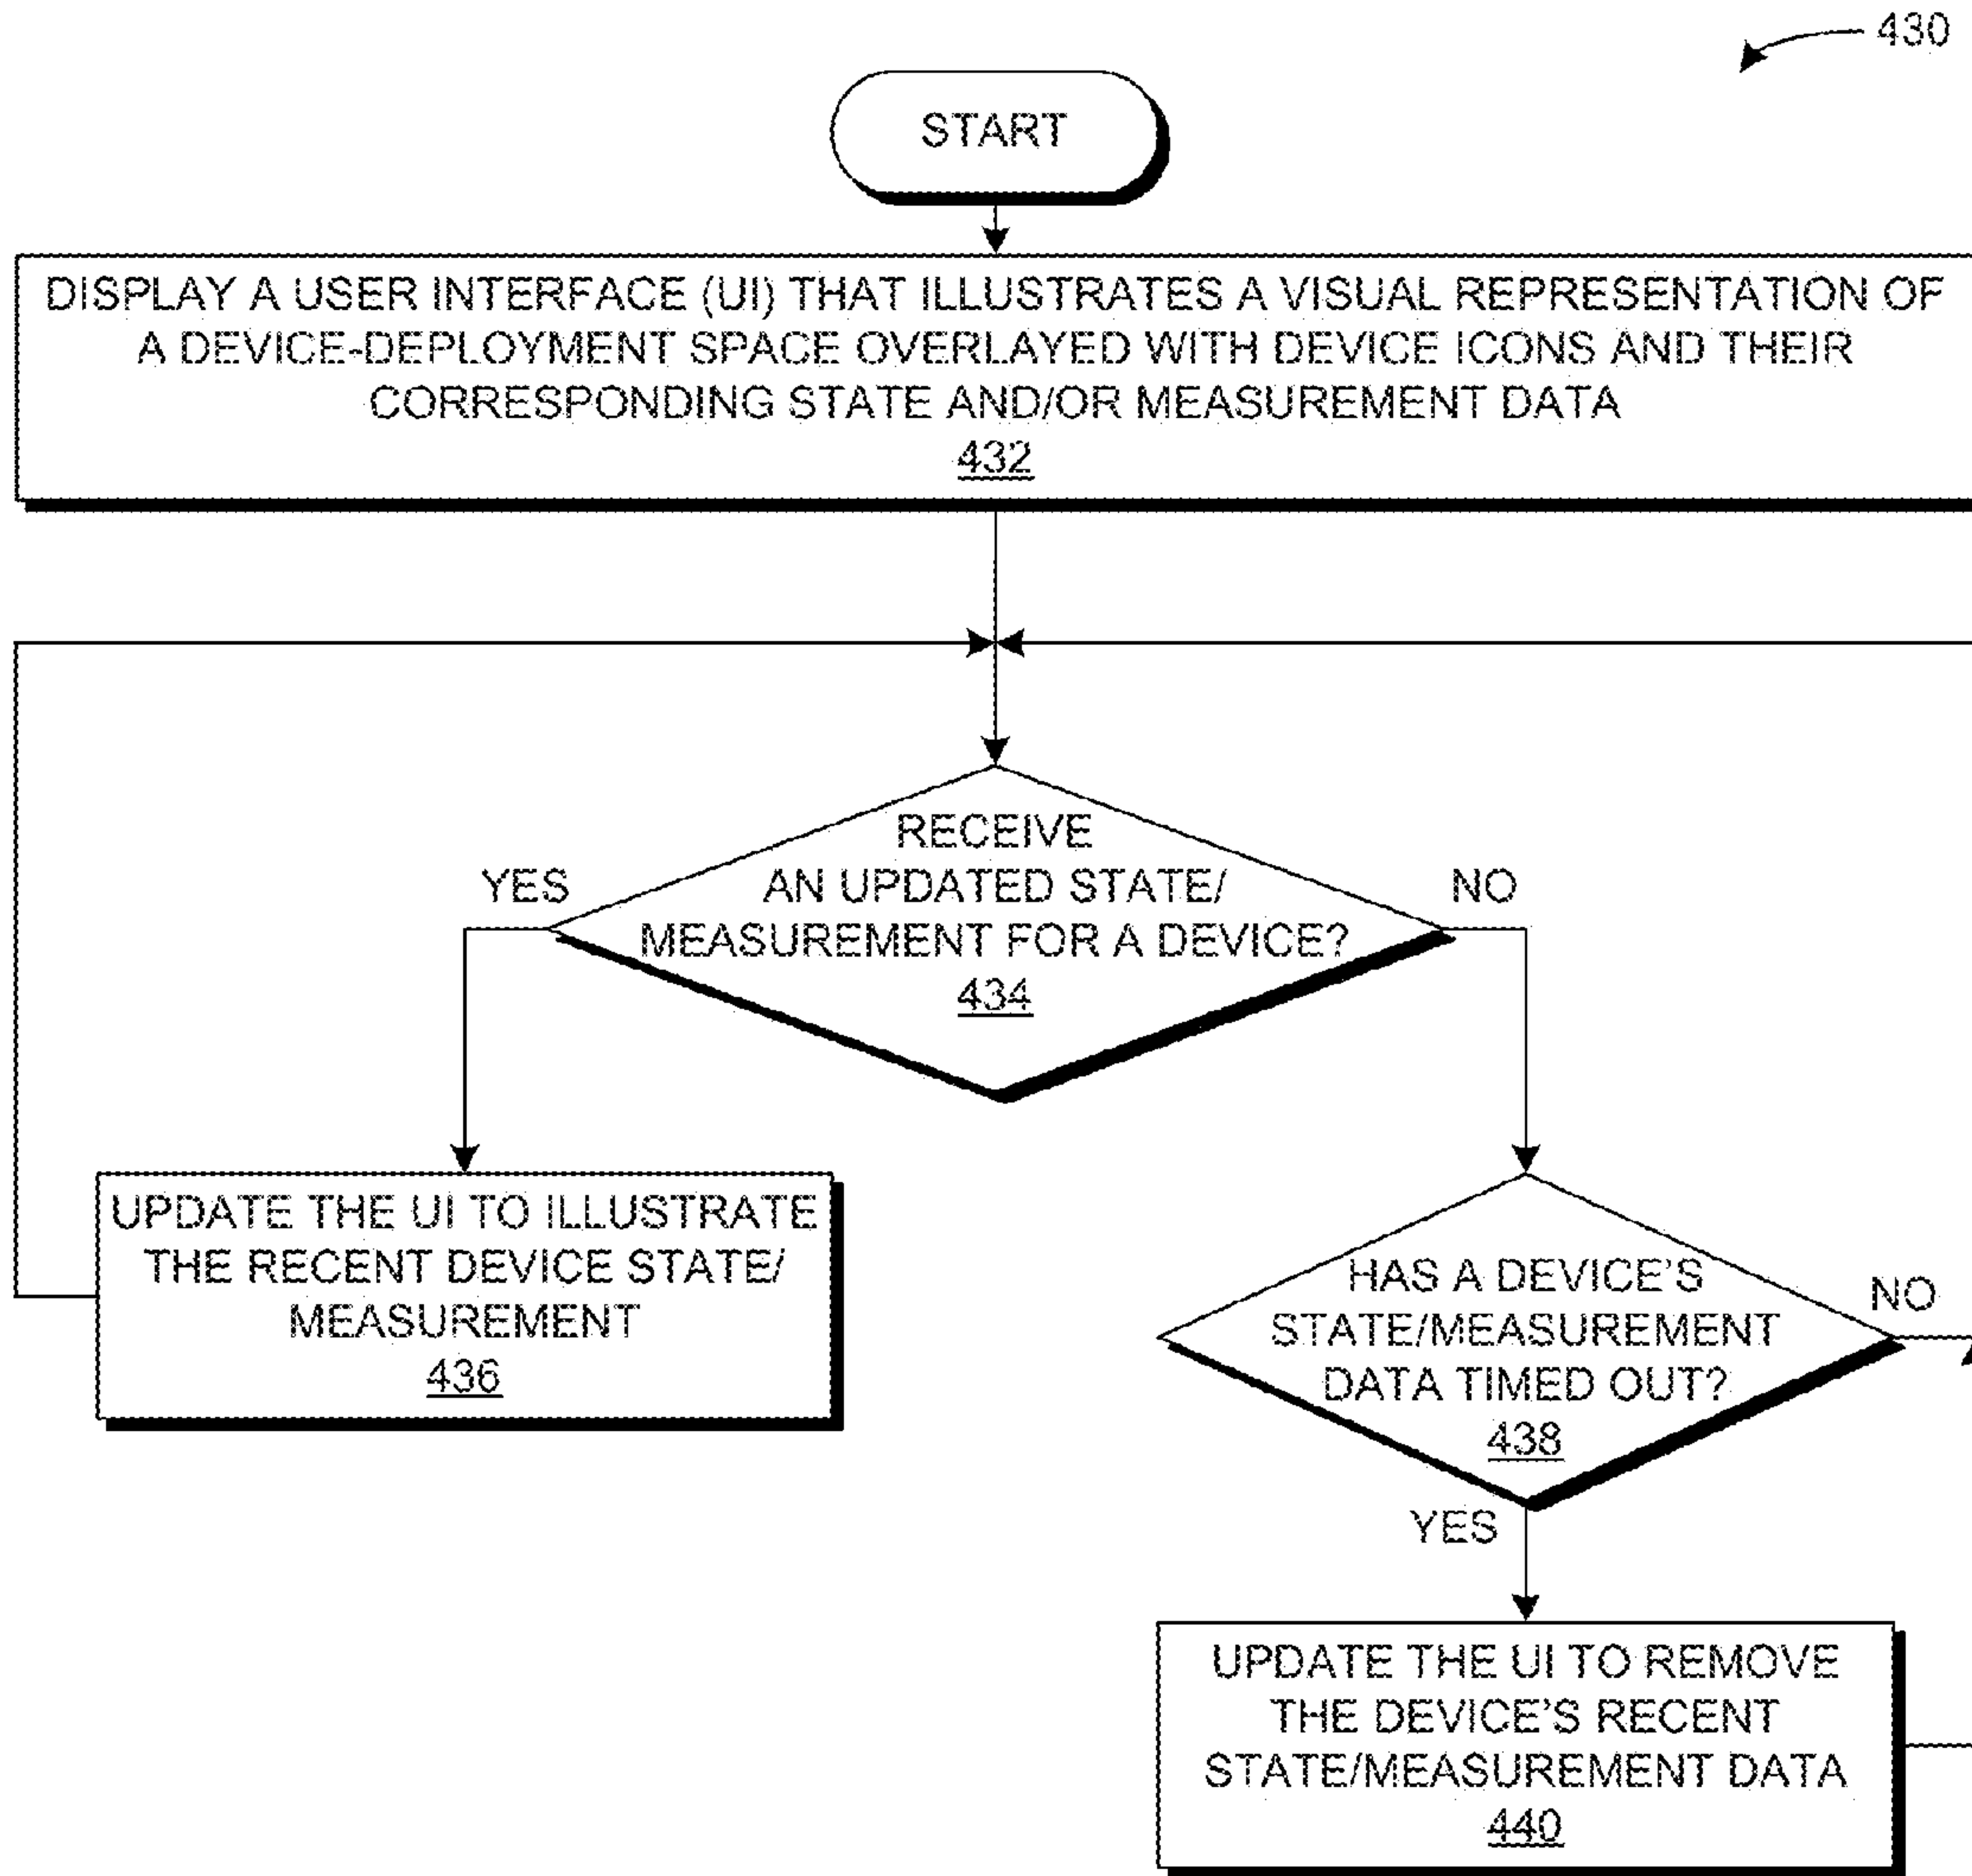 430
START
DISPLAY A USER INTERFACE (UI) THAT ILLUSTRATES A VISUAL REPRESENTATION OF
A DEVICE-DEPLOYMENT SPACE OVERLAYED WITH DEVICE ICONS AND THEIR
CORRESPONDING STATE AND/OR MEASUREMENT DATA
432
RECEIVE
AN UPDATED STATE/
MEASUREMENT FOR A DEVICE?
434
YES
NO
UPDATE THE UI TO ILLUSTRATE
THE RECENT DEVICE STATE/
MEASUREMENT
436
HAS A DEVICE'S
STATE/MEASUREMENT
DATA TIMED OUT?
438
NO
YES
UPDATE THE UI TO REMOVE
THE DEVICE'S RECENT
STATE/MEASUREMENT DATA
440